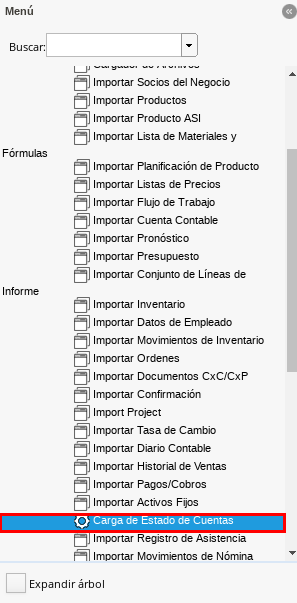 Menú
Buscar:
Cargador de Archivos
Importar Socios del Negocio
Importar Productos
Importar Producto ASI
Importar Lista de Materiales y
Fórmulas
Importar Planificación de Producto
Importar Listas de Precios
Importar Flujo de Trabajo
Importar Cuenta Contable
Importar Pronóstico
Importar Presupuesto
Importar Conjunto de Líneas de
Informe
Importar Inventario
Importar Datos de Empleado
Importar Movimientos de Inventario
Importar Ordenes
Importar Documentos CxC/CxP
Importar Confirmación
Import Project
Importar Tasa de Cambio
Importar Diario Contable
Importar Historial de Ventas
Importar Pagos/Cobros
Importar Activos Fijos
Carga de Estado de Cuentas
Importar Registro de Asistencia
Importar Movimientos de Nómina
Expandir árbol